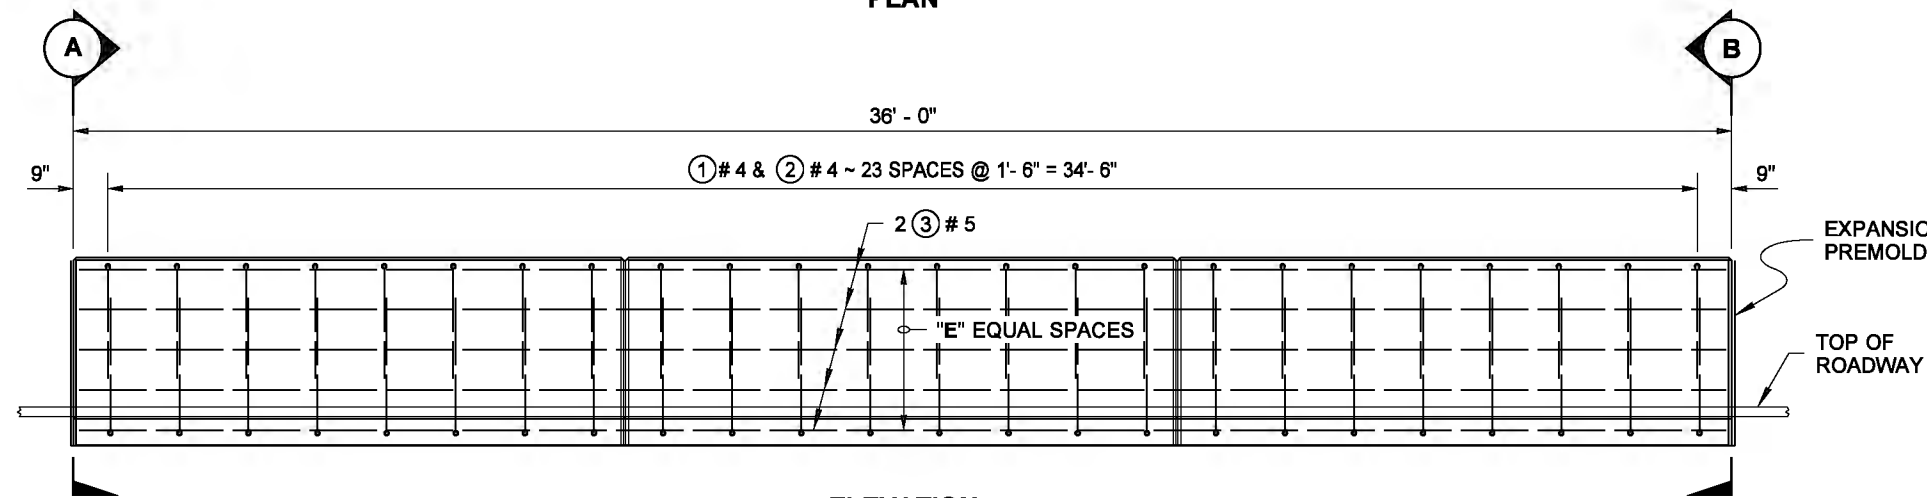 PLAN
A
B
36' - 0"
9"
① # 4 & ② # 4 ~ 23 SPACES @ 1'- 6" = 34'- 6"
9"
2 ③ # 5
"E" EQUAL SPACES
EXPANSIO
PREMOLD
TOP OF
ROADWAY
ELEVATION